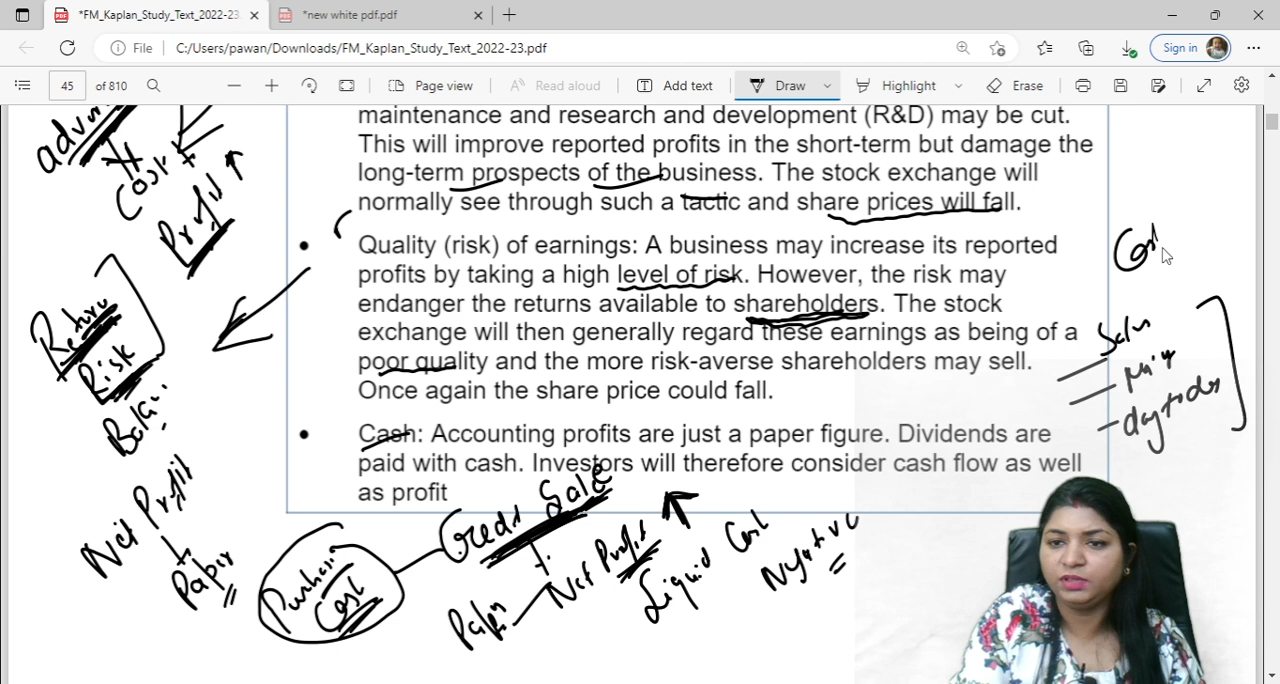 *FM_Kaplan_Study_Text_2022-23
*new white pdf.pdf
File
C:/Users/pawan/Downloads/FM_Kaplan_Study_Text_2022-23.pdf
Sign in
45 of 810
Page view
Read aloud
Add text
Draw
Highlight
Erase
maintenance and research and development (R&D) may be cut.
This will improve reported profits in the short-term but damage the
long-term prospects of the business. The stock exchange will
normally see through such a tactic and share prices will fall.
• Quality (risk) of earnings: A business may increase its reported
profits by taking a high level of risk. However, the risk may
endanger the returns available to shareholders. The stock
exchange will then generally regard these earnings as being of a
poor quality and the more risk-averse shareholders may sell.
Once again the share price could fall.
• Cash: Accounting profits are just a paper figure. Dividends are
paid with cash. Investors will therefore consider cash flow as well
as profit
Cost
Profit
Return
Risk
Net Profit
Paper
Credit Sale
Net Profit
Liquid
Sales